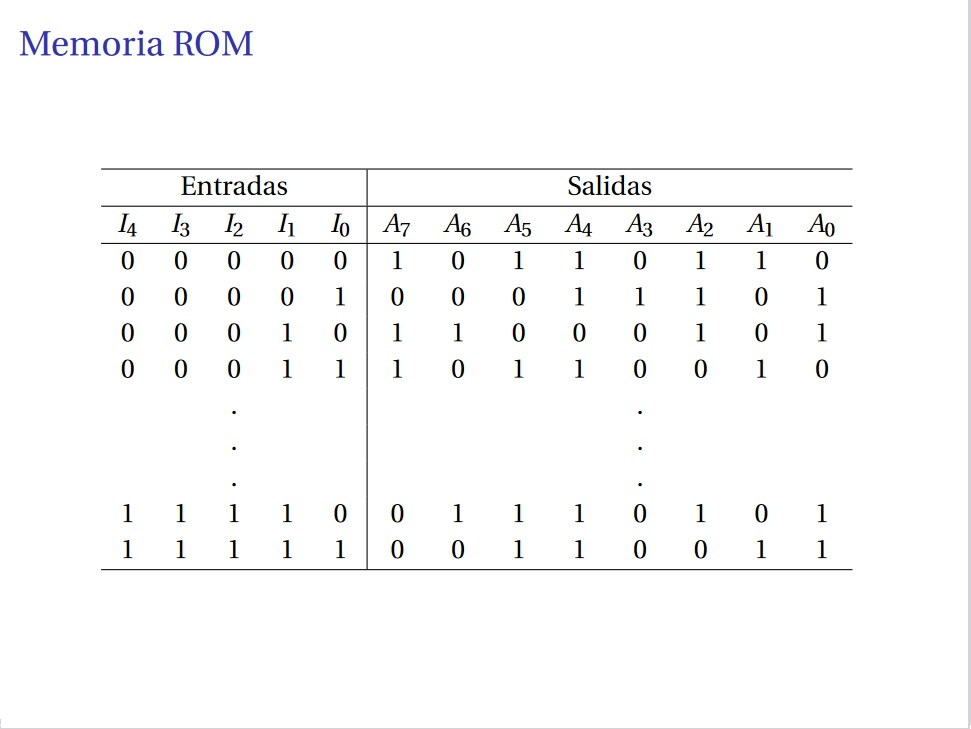 Memoria ROM
Entradas Salidas
I4 I3 I2 I1 I0 A7 A6 A5 A4 A3 A2 A1 A0
0 0 0 0 0 1 0 1 1 0 1 1 0
0 0 0 0 1 0 0 0 1 1 1 0 1
0 0 0 1 0 1 1 0 0 0 1 0 1
0 0 0 1 1 1 0 1 1 0 0 1 0
. .
. .
. .
1 1 1 1 0 0 1 1 1 0 1 0 1
1 1 1 1 1 0 0 1 1 0 0 1 1